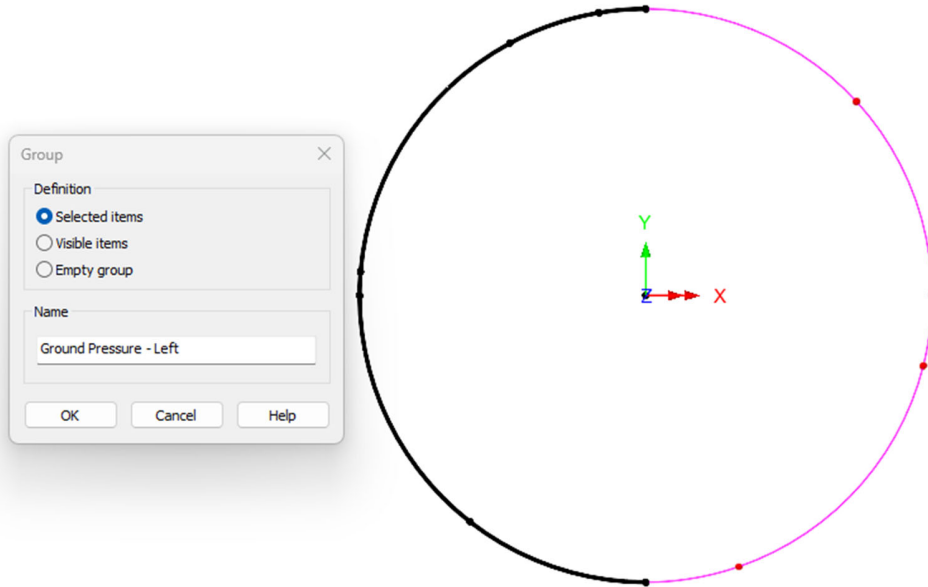 Group
Definition
Selected items
Visible items
Empty group
Name
Ground Pressure - Left
OK Cancel Help
Y
Z X